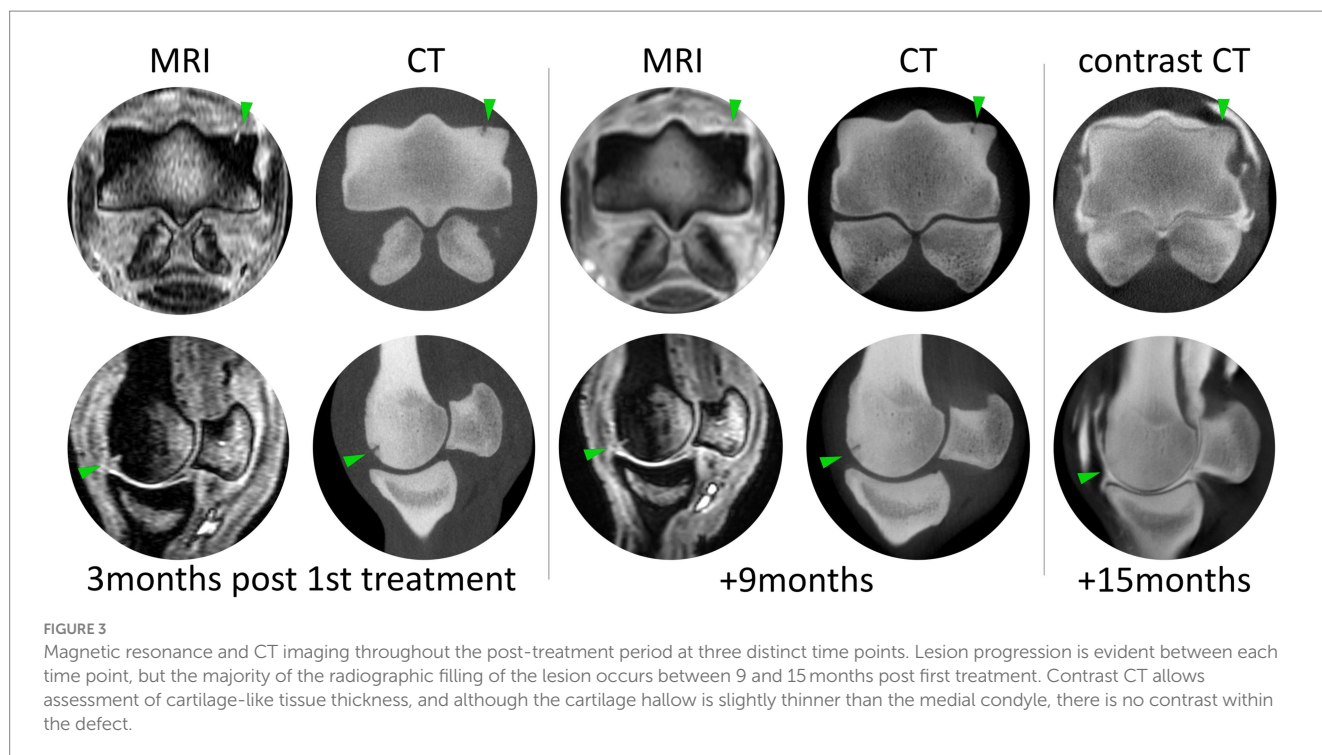 MRI CT MRI CT contrast CT
3months post 1st treatment +9months +15months
FIGURE 3
Magnetic resonance and CT imaging throughout the post-treatment period at three distinct time points. Lesion progression is evident between each
time point, but the majority of the radiographic filling of the lesion occurs between 9 and 15 months post first treatment. Contrast CT allows
assessment of cartilage-like tissue thickness, and although the cartilage hallow is slightly thinner than the medial condyle, there is no contrast within
the defect.